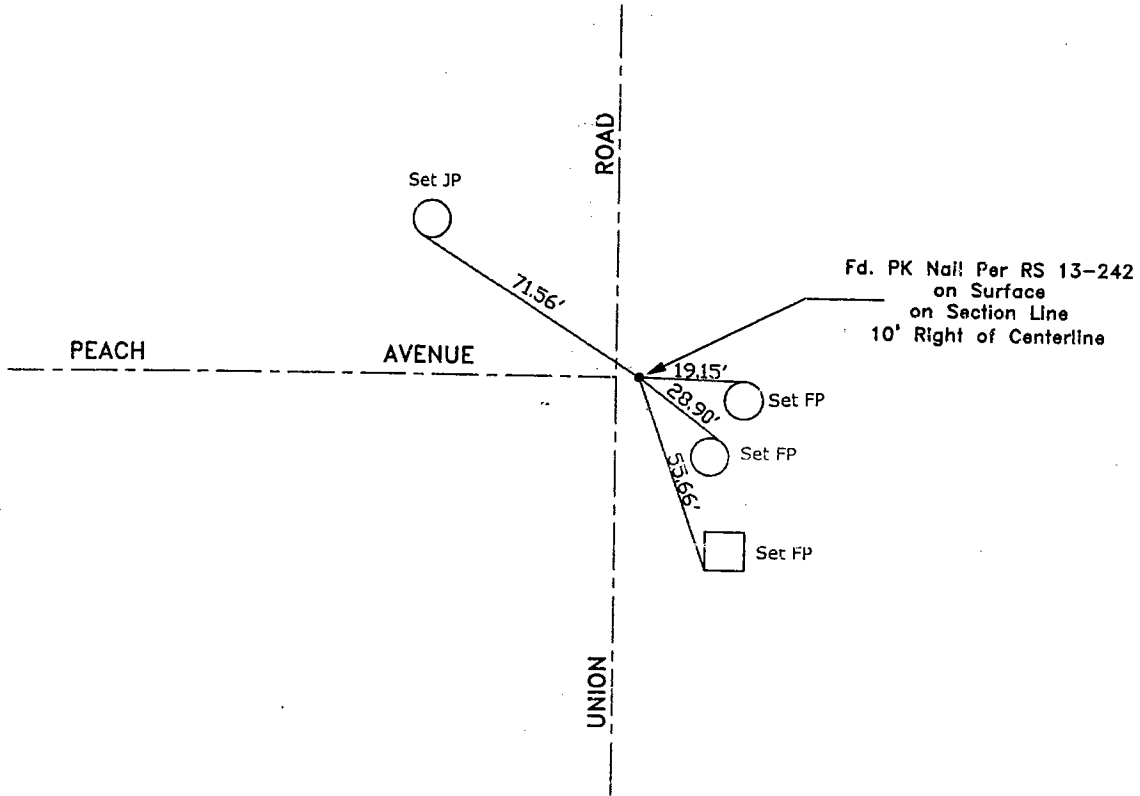 ROAD
Set JP
71.56'
Fd. PK Nail Per RS 13-242
on Surface
on Section Line
10' Right of Centerline
PEACH AVENUE
19.15'
Set FP
28.90'
Set FP
55.66'
Set FP
UNION